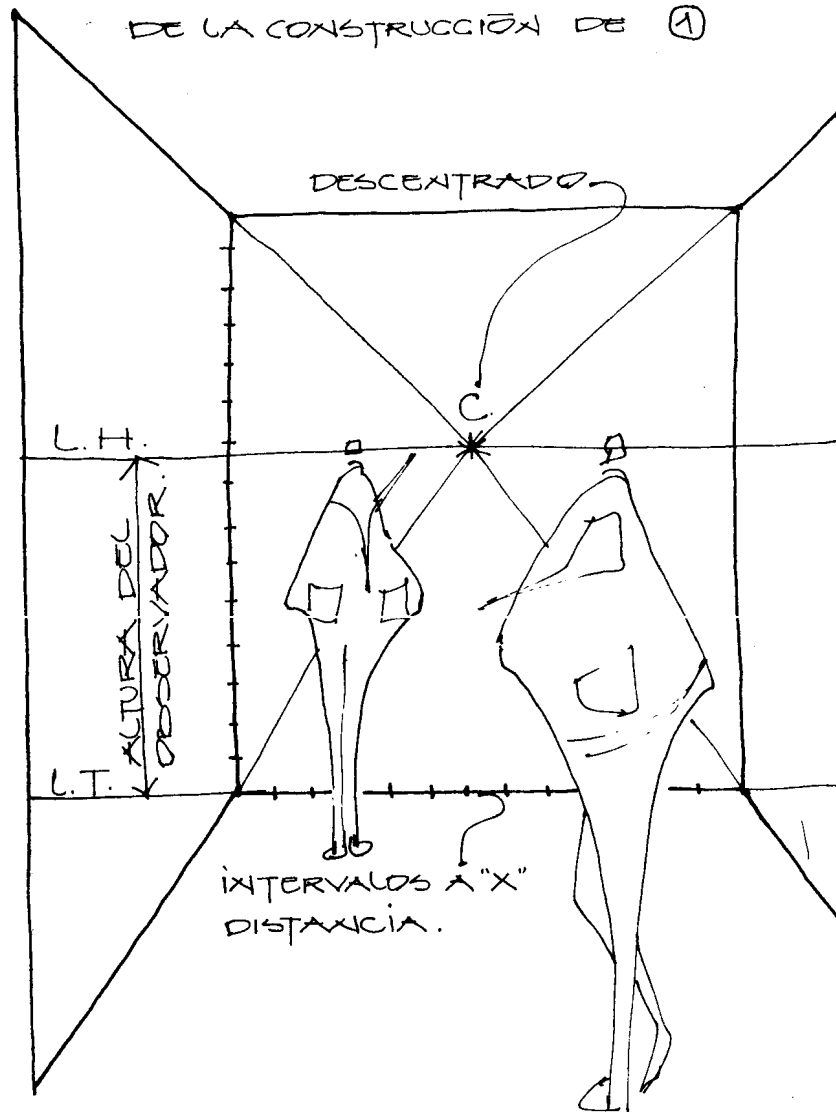 DE LA CONSTRUCCIÓN DE ①
DESCENTRADO
C.
L.H.
ALTURA DEL
OBSERVADOR.
L.T.
INTERVALOS A "X"
DISTANCIA.